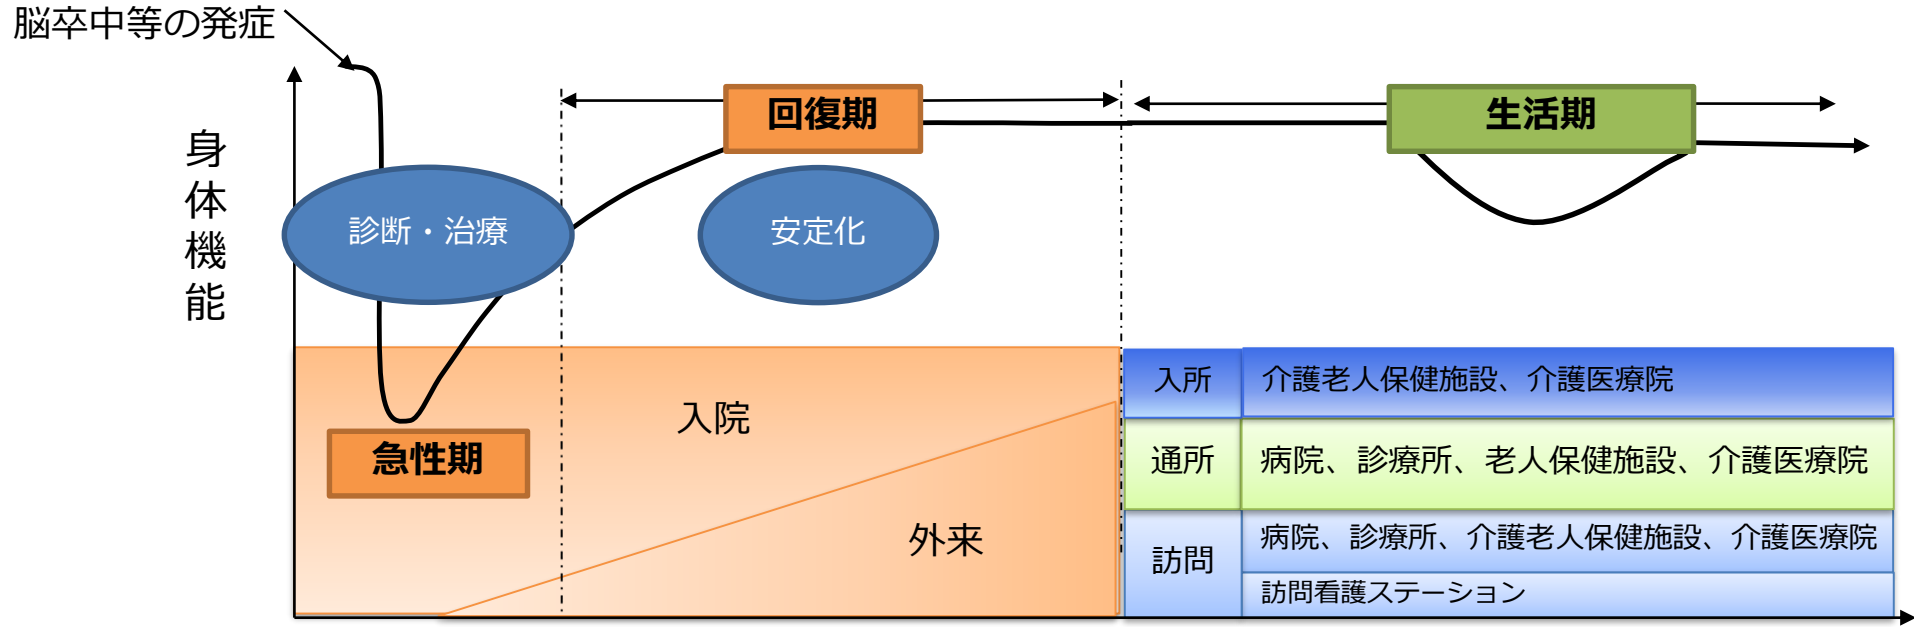 脳卒中等の発症
身体機能
回復期
生活期
診断・治療
安定化
急性期
入院
外来
入所
介護老人保健施設、介護医療院
通所
病院、診療所、老人保健施設、介護医療院
訪問
病院、診療所、介護老人保健施設、介護医療院
訪問看護ステーション